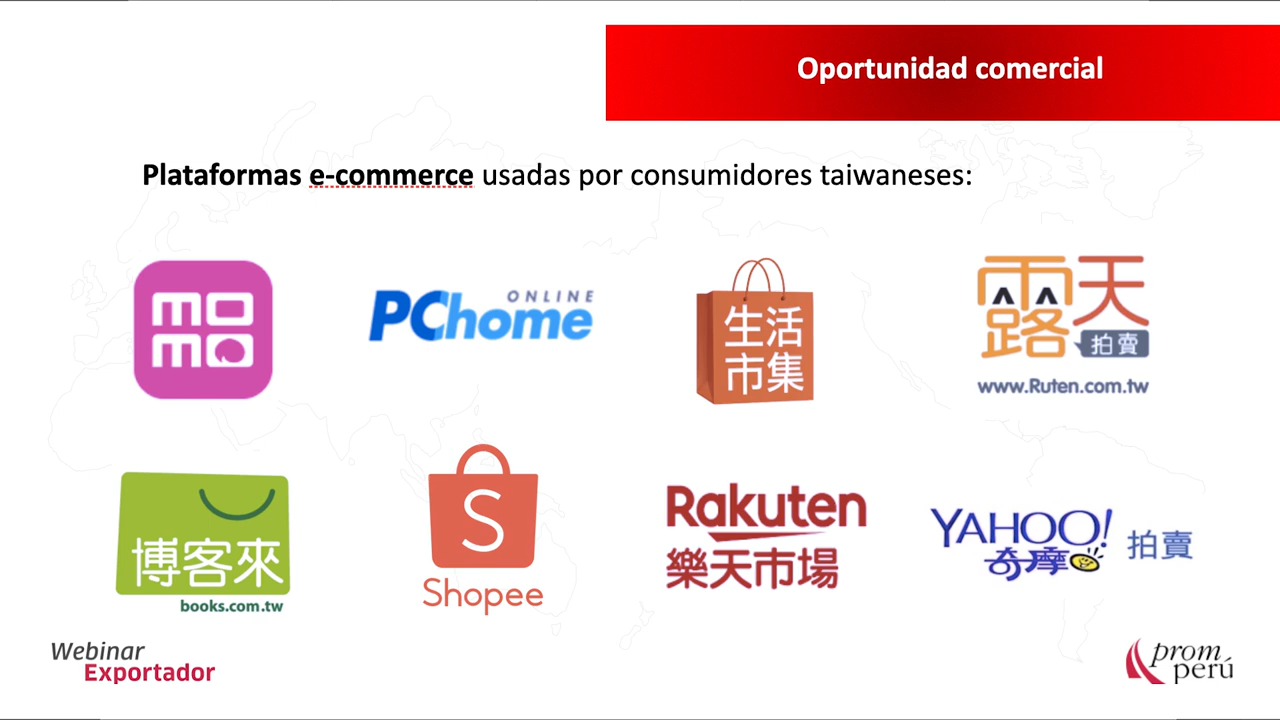 Oportunidad comercial
Plataformas e-commerce usadas por consumidores taiwaneses:
momo
PChome ONLINE
生活
市集
露天
拍賣
www.Ruten.com.tw
博客來
books.com.tw
S
Shopee
Rakuten
樂天市場
YAHOO!
奇摩 拍賣
Webinar
Exportador
prom
perú